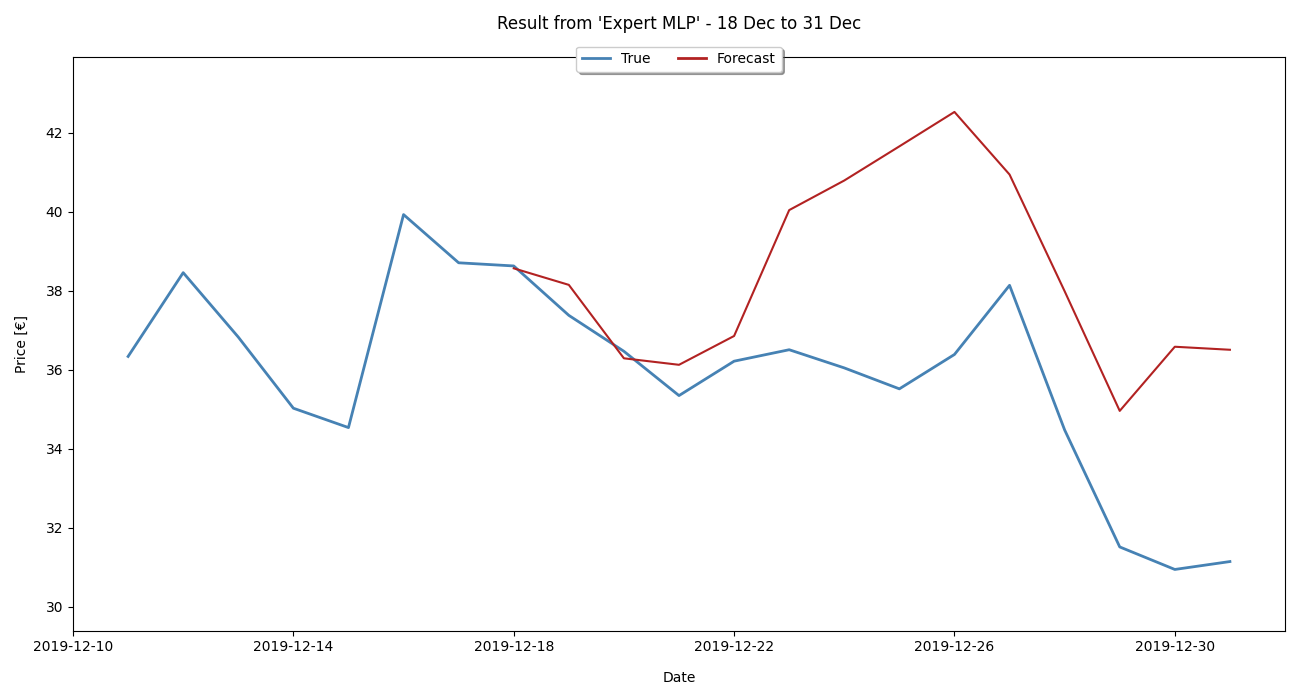 Result from 'Expert MLP' - 18 Dec to 31 Dec
True Forecast
42
40
38
36
34
32
30
Price [€]
2019-12-10 2019-12-14 2019-12-18 2019-12-22 2019-12-26 2019-12-30
Date